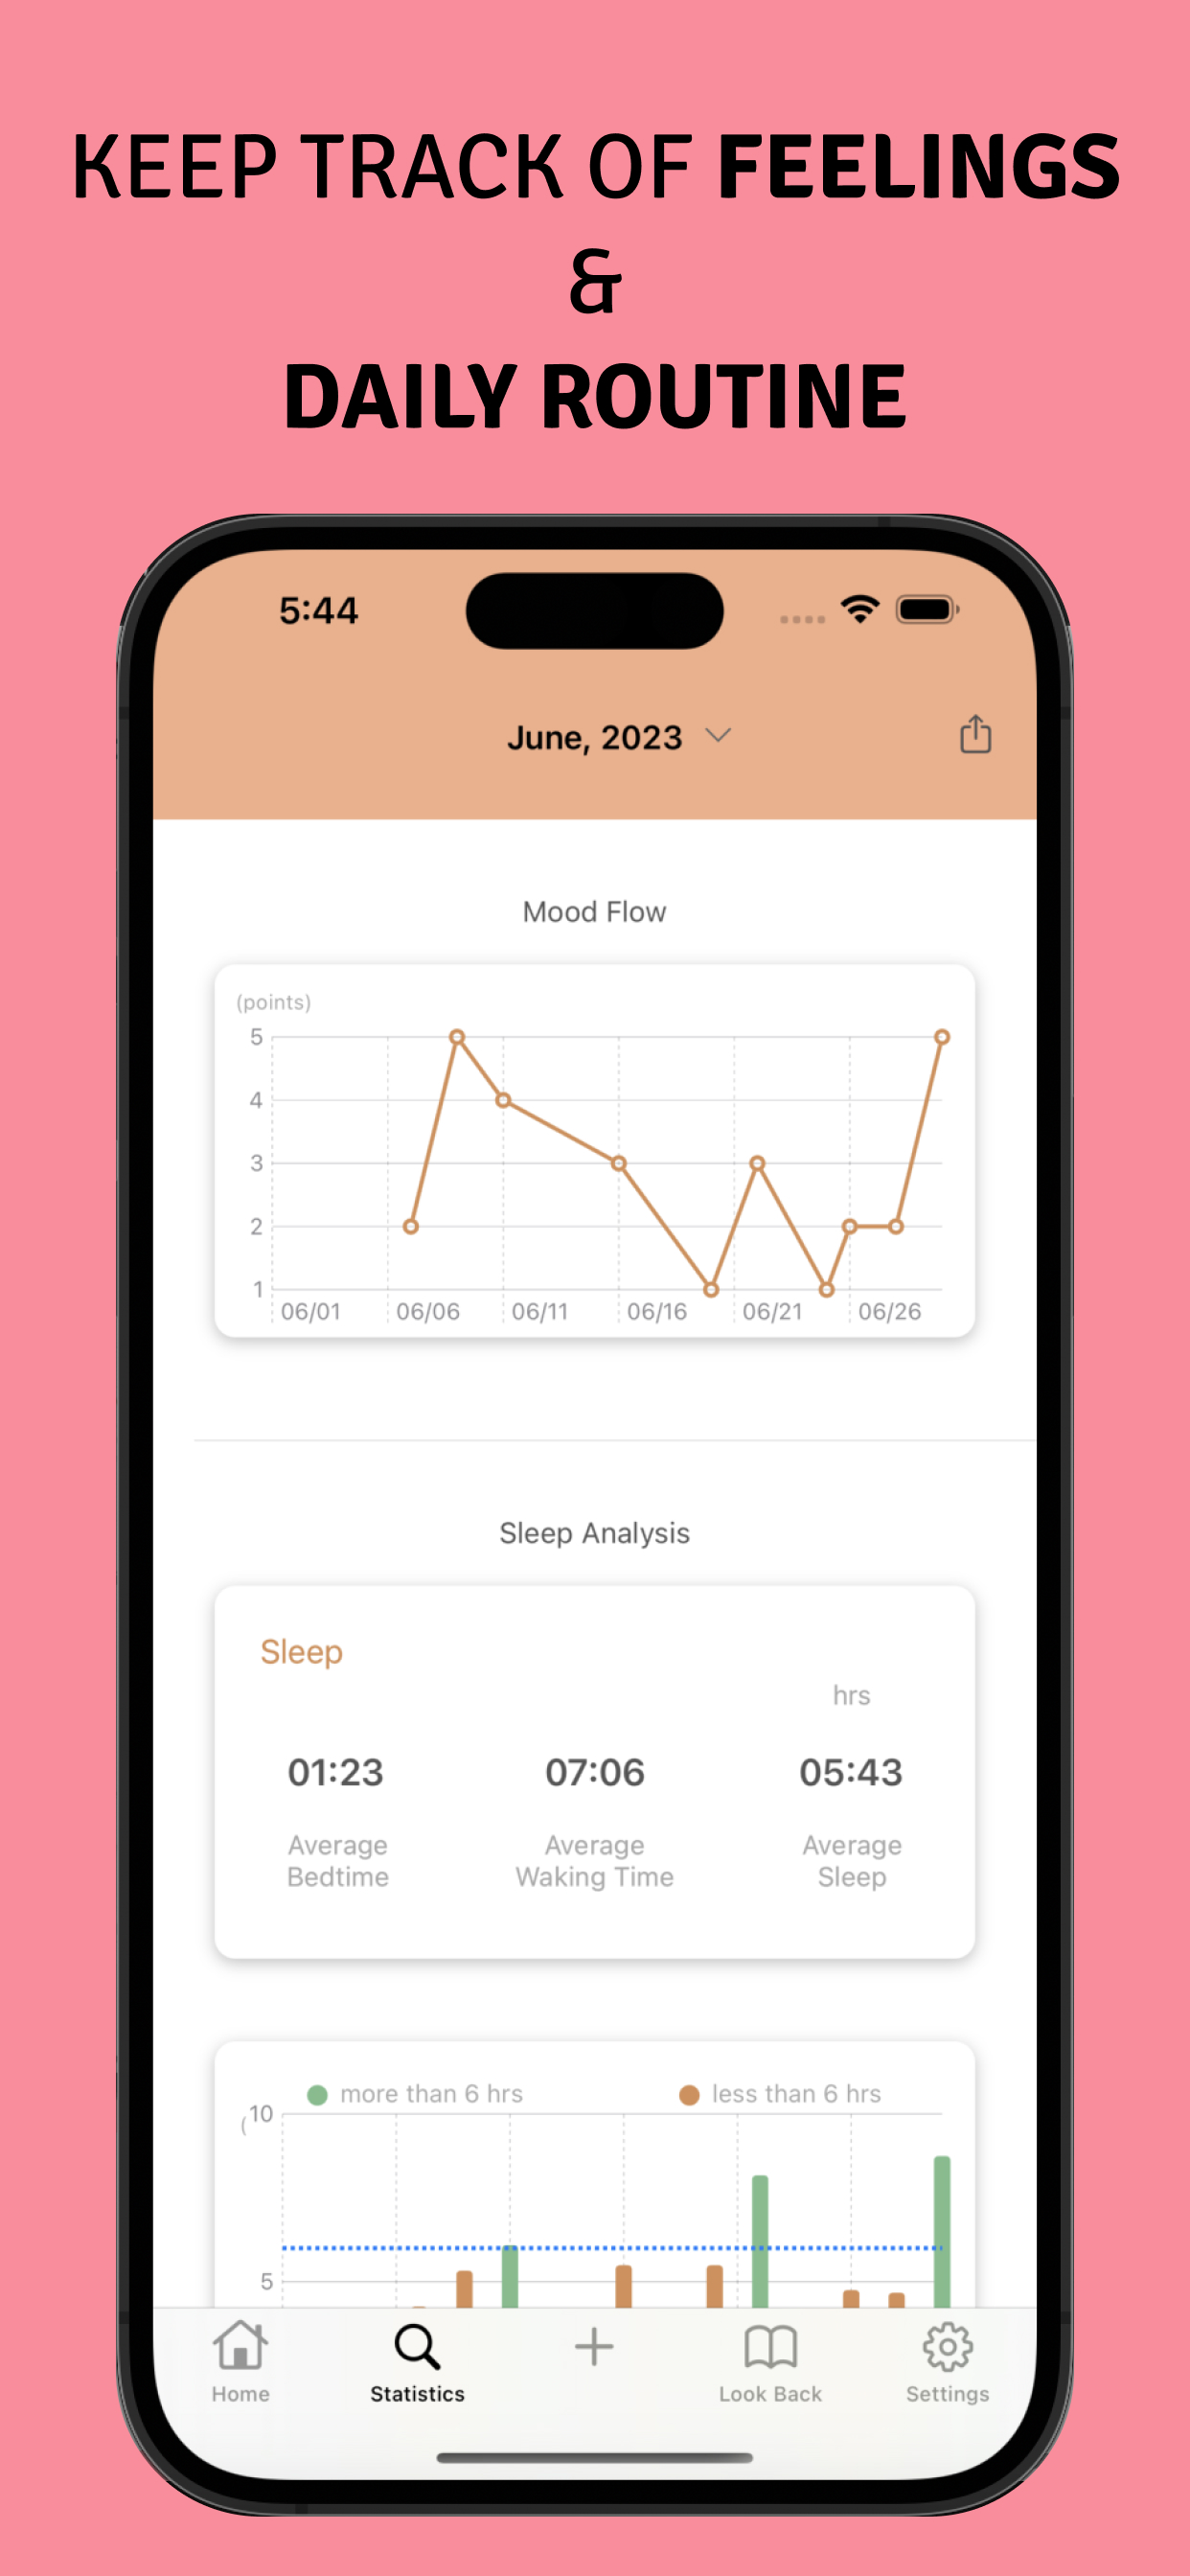 KEEP TRACK OF FEELINGS
&
DAILY ROUTINE
5:44
June, 2023
Mood Flow
(points)
5
4
3
2
1
06/01 06/06 06/11 06/16 06/21 06/26
Sleep Analysis
Sleep
hrs
01:23 07:06 05:43
Average Bedtime
Average Waking Time
Average Sleep
more than 6 hrs less than 6 hrs
(10
5
Home Statistics Look Back Settings